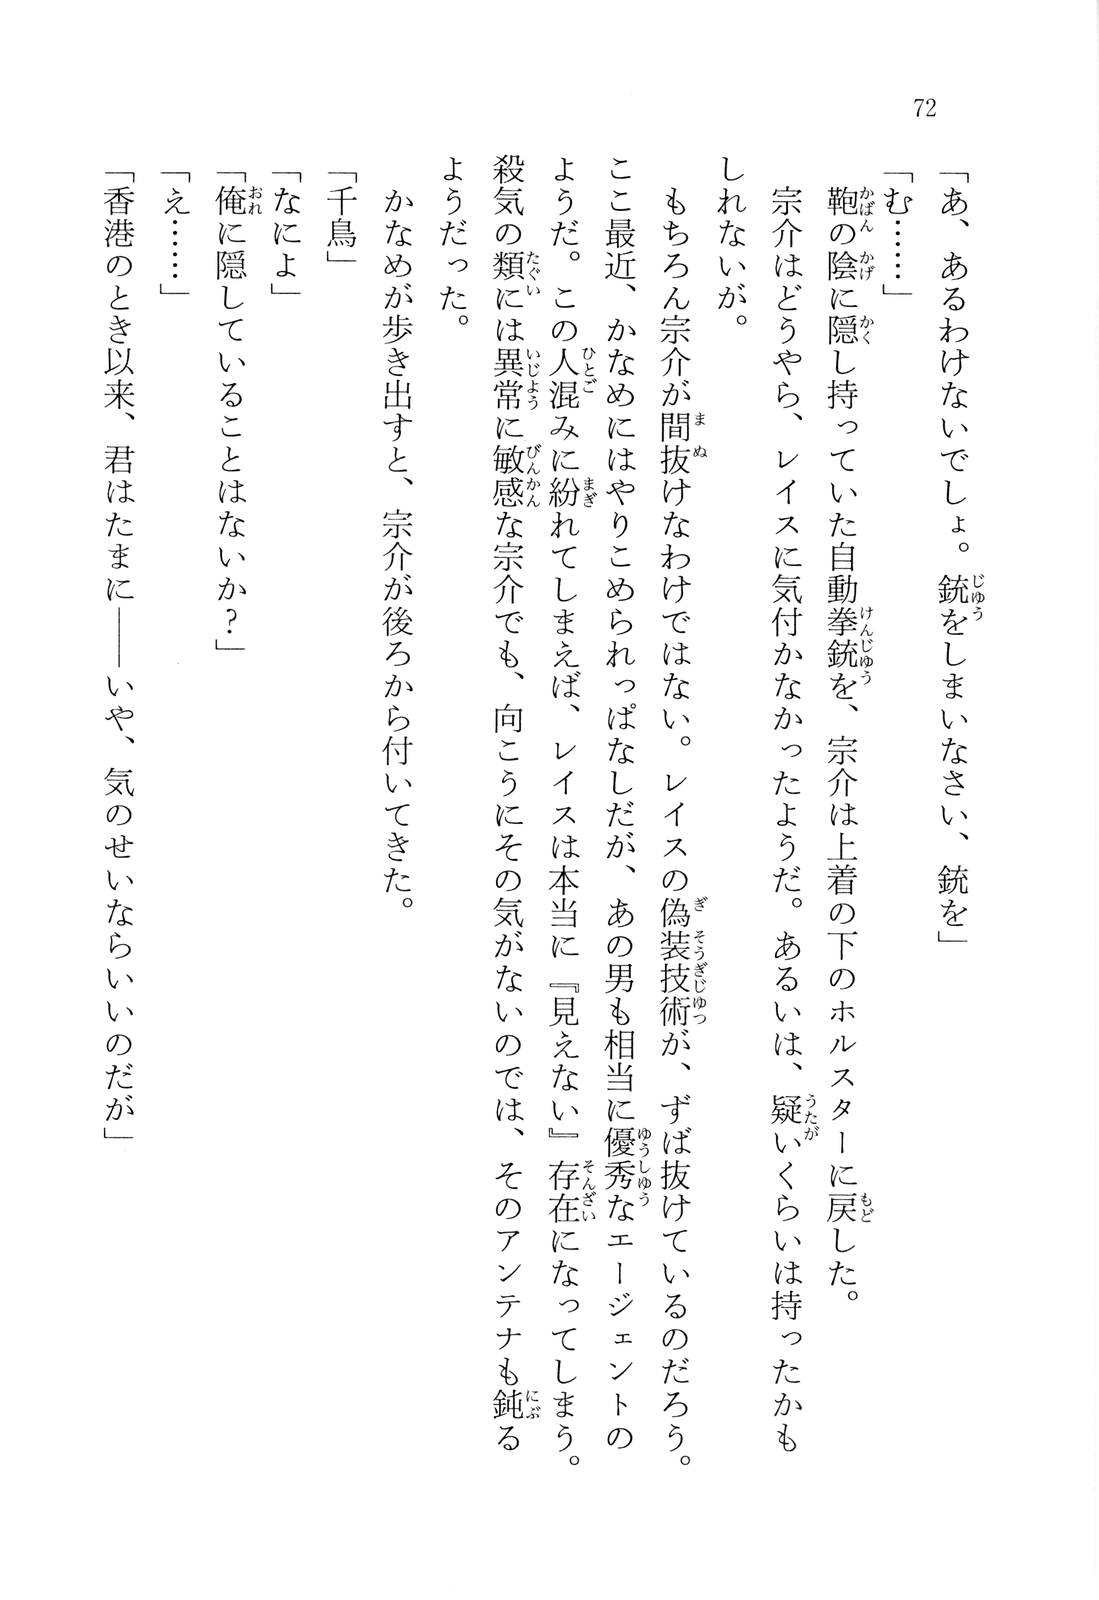 72
「あ、あるわけないでしょ。銃をしまいなさい、銃を」
「む……」
鞄の陰に隠し持っていた自動拳銃を、宗介は上着の下のホルスターに戻した。
宗介はどうやら、レイスに気付かなかったようだ。あるいは、疑いくらいは持ったかも
しれないが。
もちろん宗介が間抜けなわけではない。レイスの偽装技術が、ずば抜けているのだろう。
ここ最近、かなめにはやりこめられっぱなしだが、あの男も相当に優秀なエージェントの
ようだ。この人混みに紛れてしまえば、レイスは本当に『見えない』存在になってしまう。
殺気の類には異常に敏感な宗介でも、向こうにその気がないのでは、そのアンテナも鈍る
ようだった。
かなめが歩き出すと、宗介が後ろから付いてきた。
「千鳥」
「なによ」
「俺に隠していることはないか？」
「え……」
「香港のとき以来、君はたまに――いや、気のせいならいいのだが」